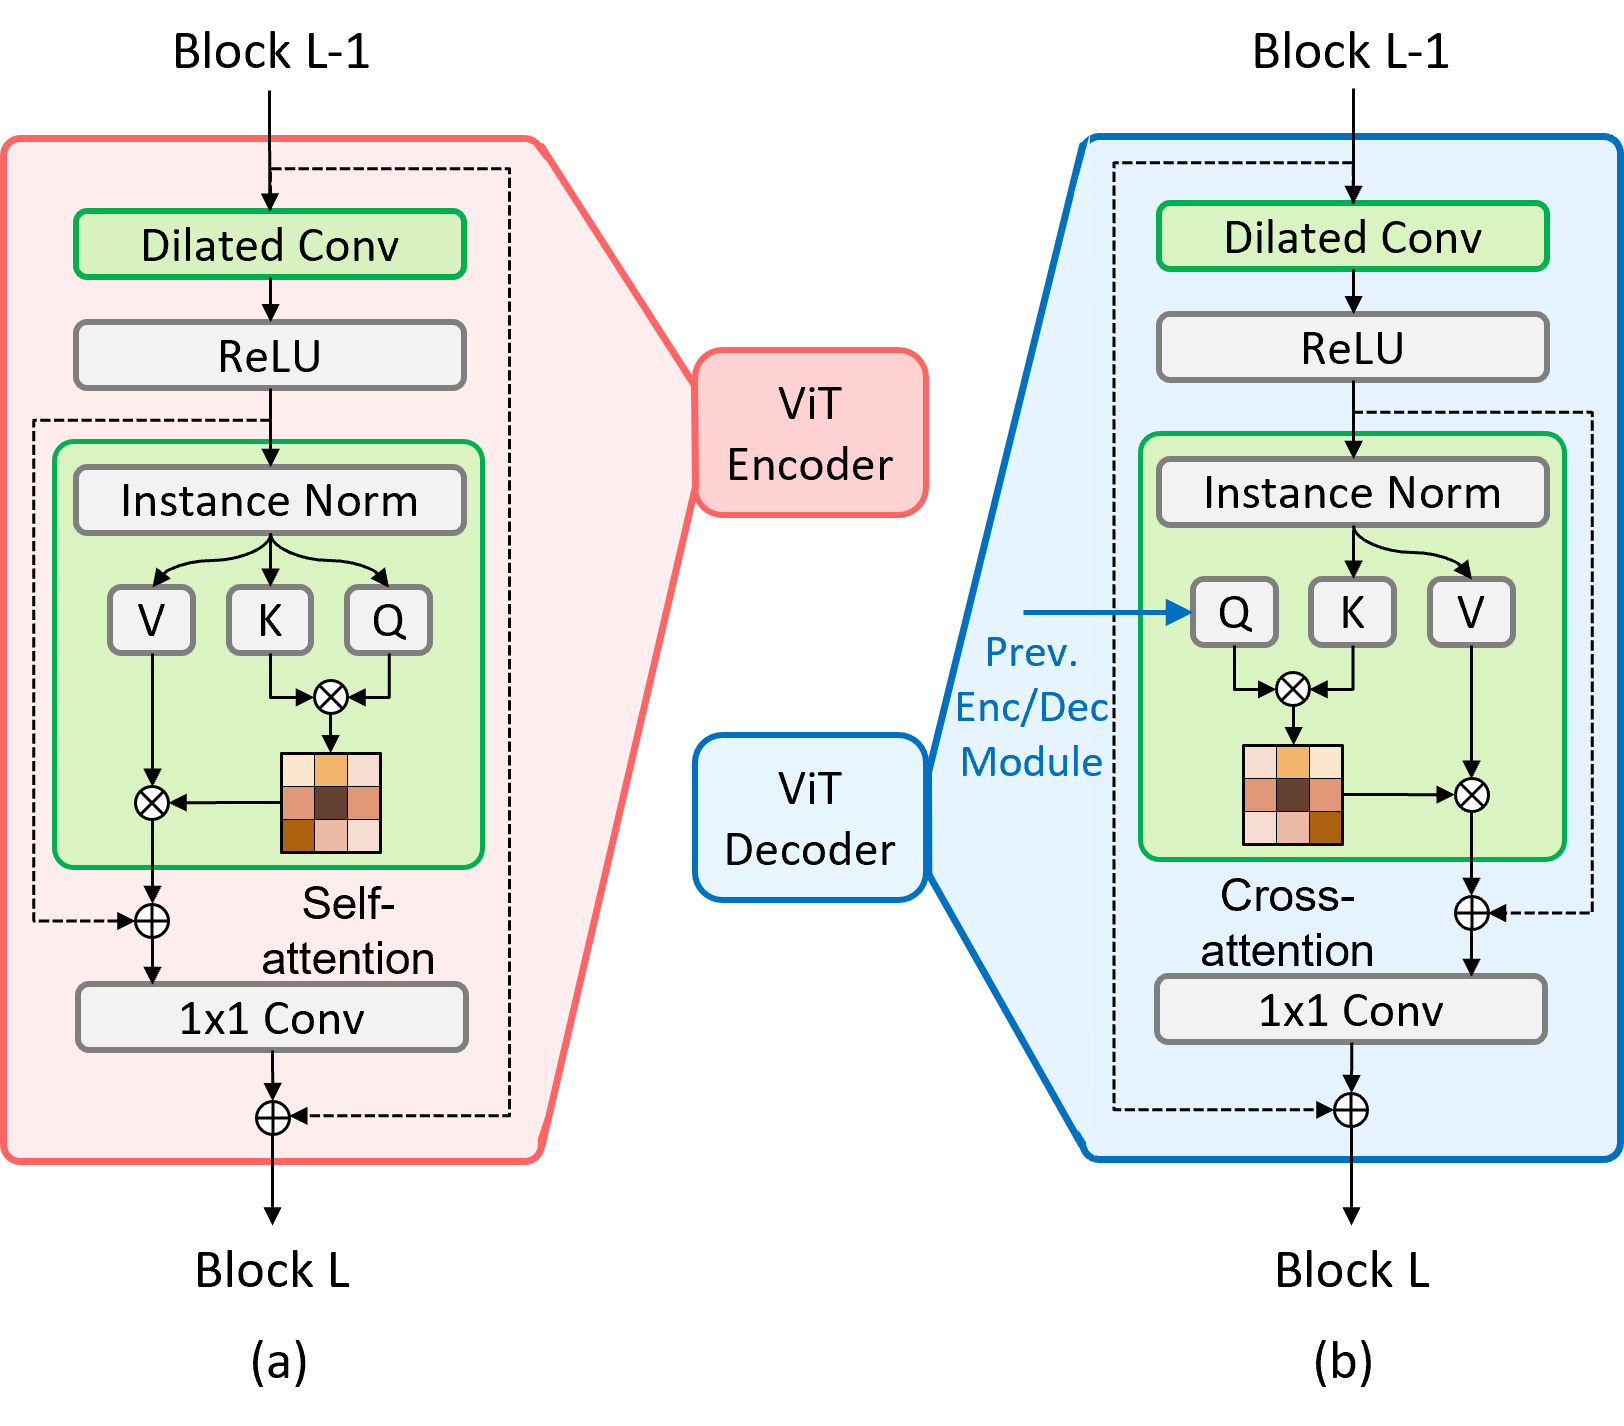 Block L-1
Dilated Conv
ReLU
Instance Norm
V
K
Q
Self-
attention
1x1 Conv
Block L
(a)
ViT
Encoder
ViT
Decoder
Block L-1
Dilated Conv
ReLU
Instance Norm
Q
K
V
Prev.
Enc/Dec
Module
Cross-
attention
1x1 Conv
Block L
(b)